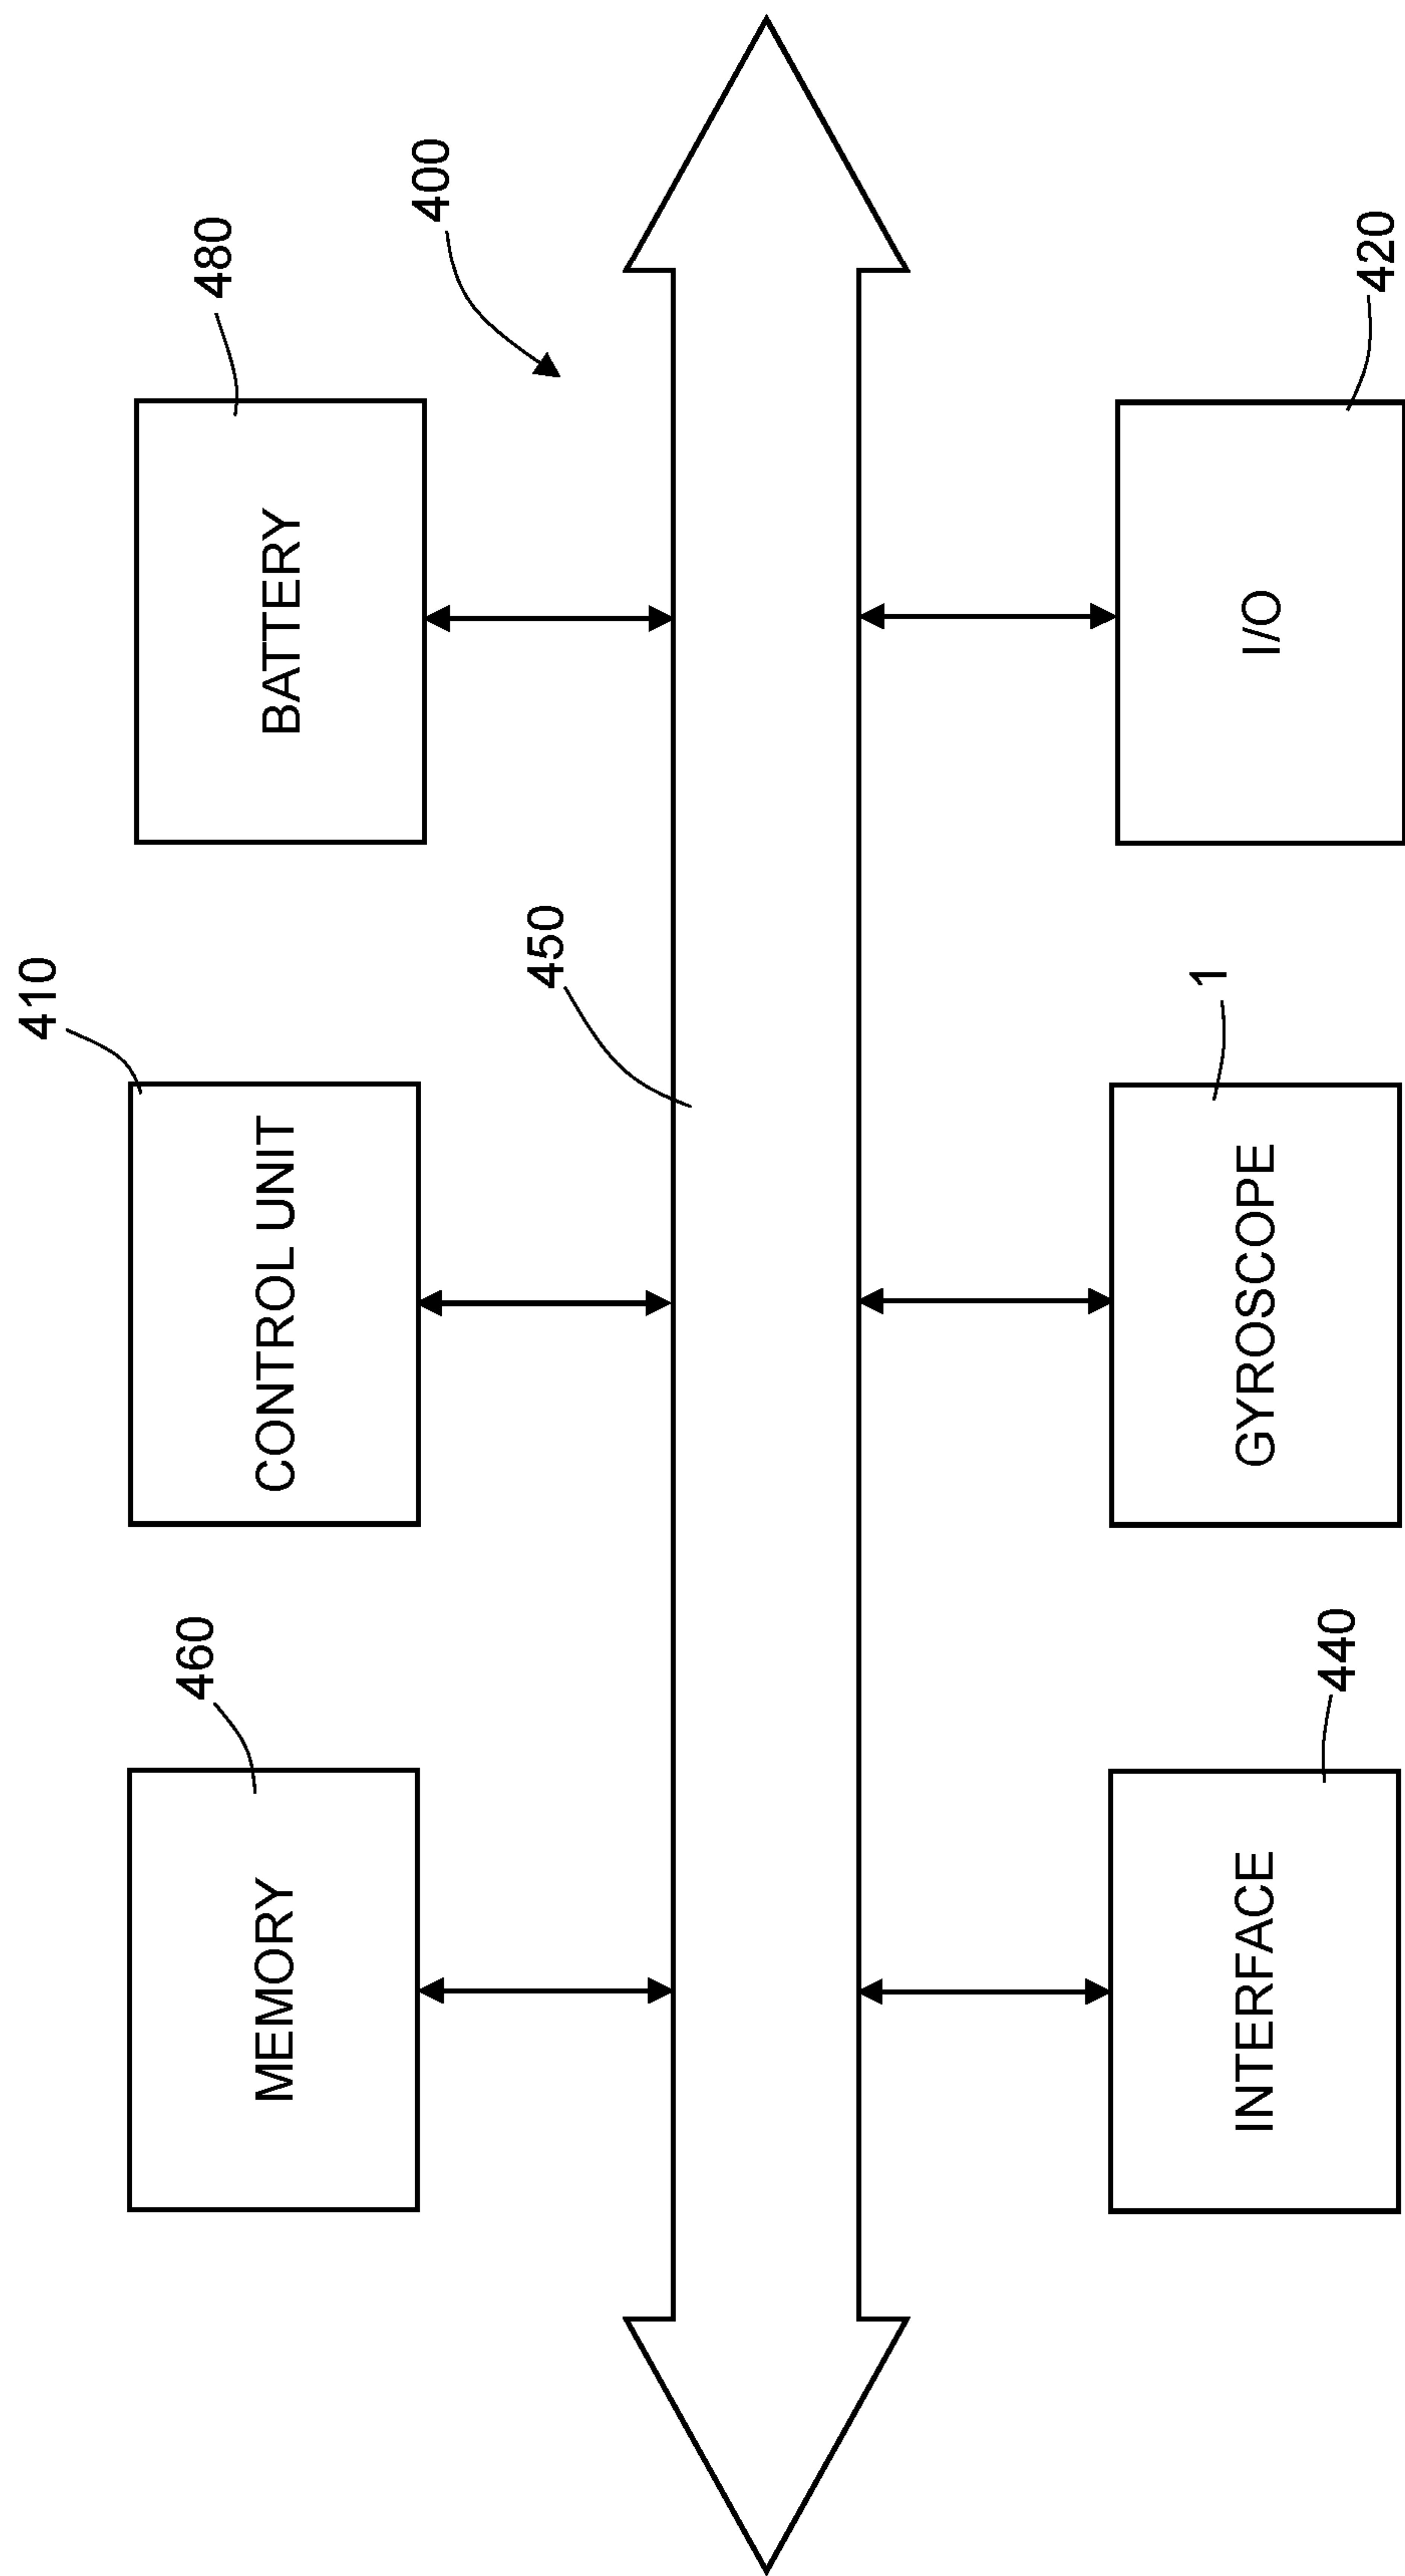 460
MEMORY
410
CONTROL UNIT
480
BATTERY
400
450
440
INTERFACE
1
GYROSCOPE
420
I/O